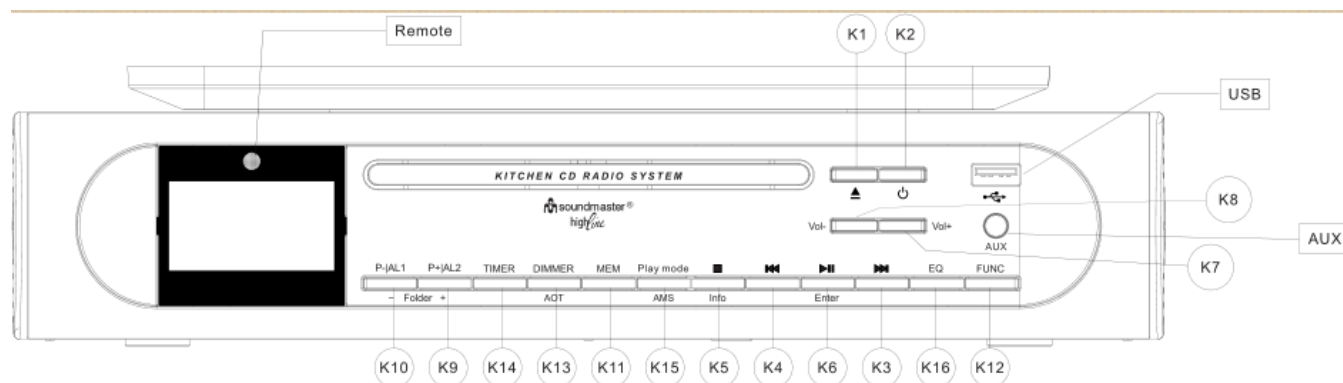 Remote
K1 K2
USB
KITCHEN CD RADIO SYSTEM
K8
soundmaster®
highline
Vol- Vol+
AUX
AUX
K7
P-|AL1 P+|AL2 TIMER DIMMER MEM Play mode EQ FUNC
- Folder + AOT AMS Info Enter
K10 K9 K14 K13 K11 K15 K5 K4 K6 K3 K16 K12